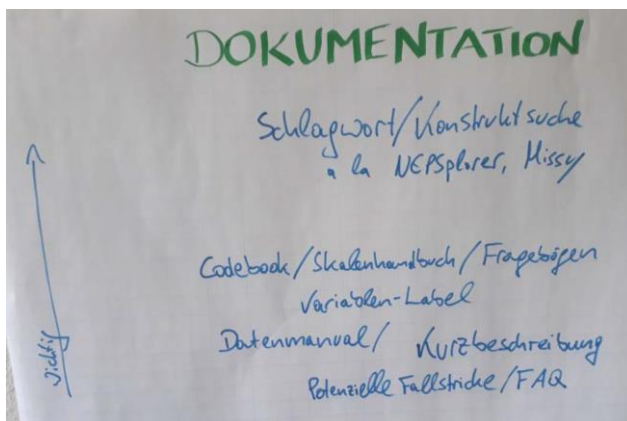 DOKUMENTATION
Schlagwort/Konstruktsuche
a la NEPSplorer, Missy
Codebook/Skalenhandbuch/Fragebögen
Variablen-Label
Datenmanual/ Kurzbeschreibung
Potenzielle Fallstricke/FAQ
wichtig